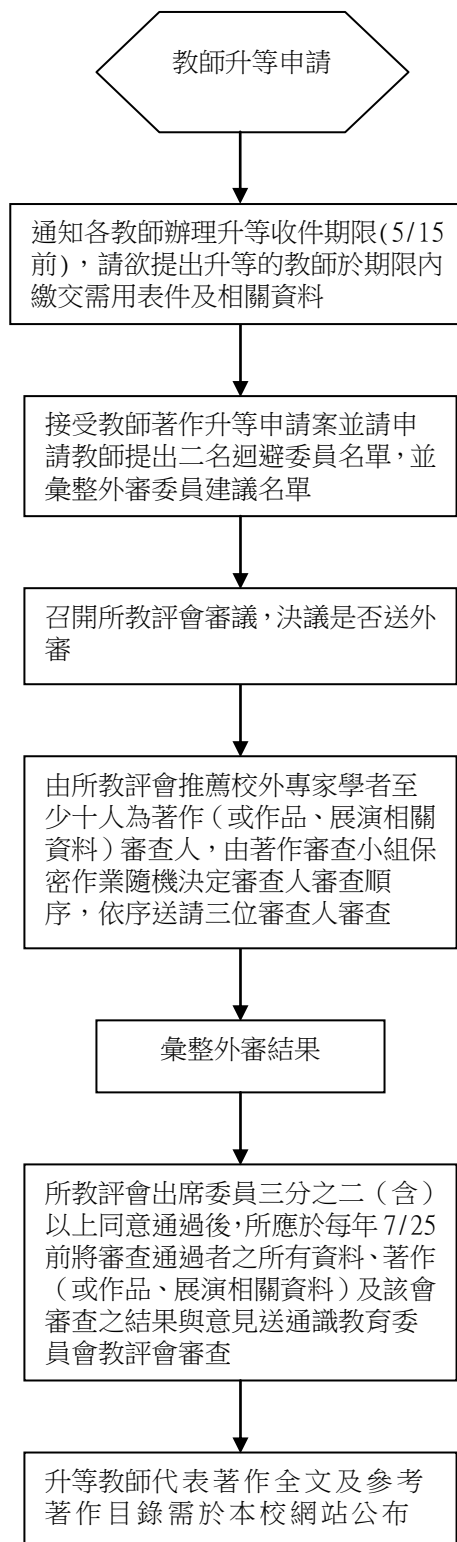 教師升等申請
通知各教師辦理升等收件期限(5/15
前)，請欲提出升等的教師於期限內
繳交需用表件及相關資料
接受教師著作升等申請案並請申
請教師提出二名迴避委員名單，並
彙整外審委員建議名單
召開所教評會審議，決議是否送外
審
由所教評會推薦校外專家學者至
少十人為著作（或作品、展演相關
資料）審查人，由著作審查小組保
密作業隨機決定審查人審查順
序，依序送請三位審查人審查
彙整外審結果
所教評會出席委員三分之二（含）
以上同意通過後，所應於每年 7/25
前將審查通過者之所有資料、著作
（或作品、展演相關資料）及該會
審查之結果與意見送通識教育委
員會教評會審查
升等教師代表著作全文及參考
著作目錄需於本校網站公布